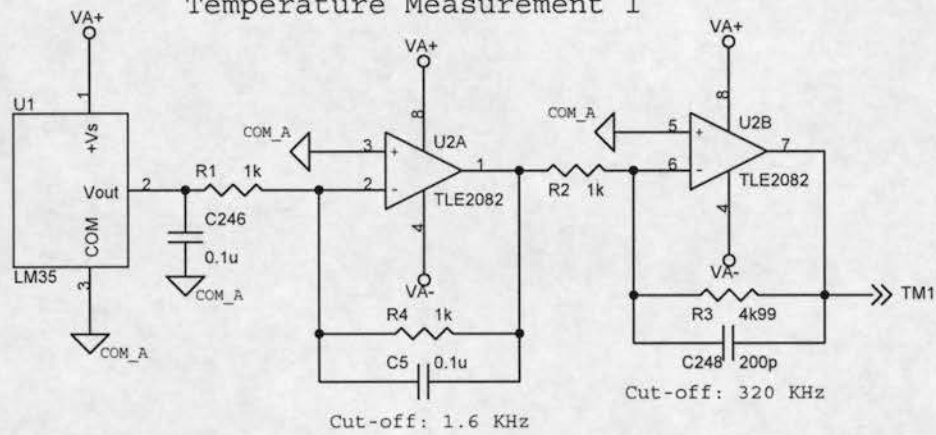 Temperature Measurement 1
VA+
U1
1
+Vs
Vout
COM
LM35
3
COM_A
2
R1 1k
C246
0.1u
COM_A
COM_A
VA+
8
3
+
2
-
U2A
1
TLE2082
4
VA-
R4 1k
C5 0.1u
Cut-off: 1.6 KHz
R2 1k
COM_A
VA+
8
5
+
6
-
U2B
7
TLE2082
4
VA-
R3 4k99
C248 200p
Cut-off: 320 KHz
TM1